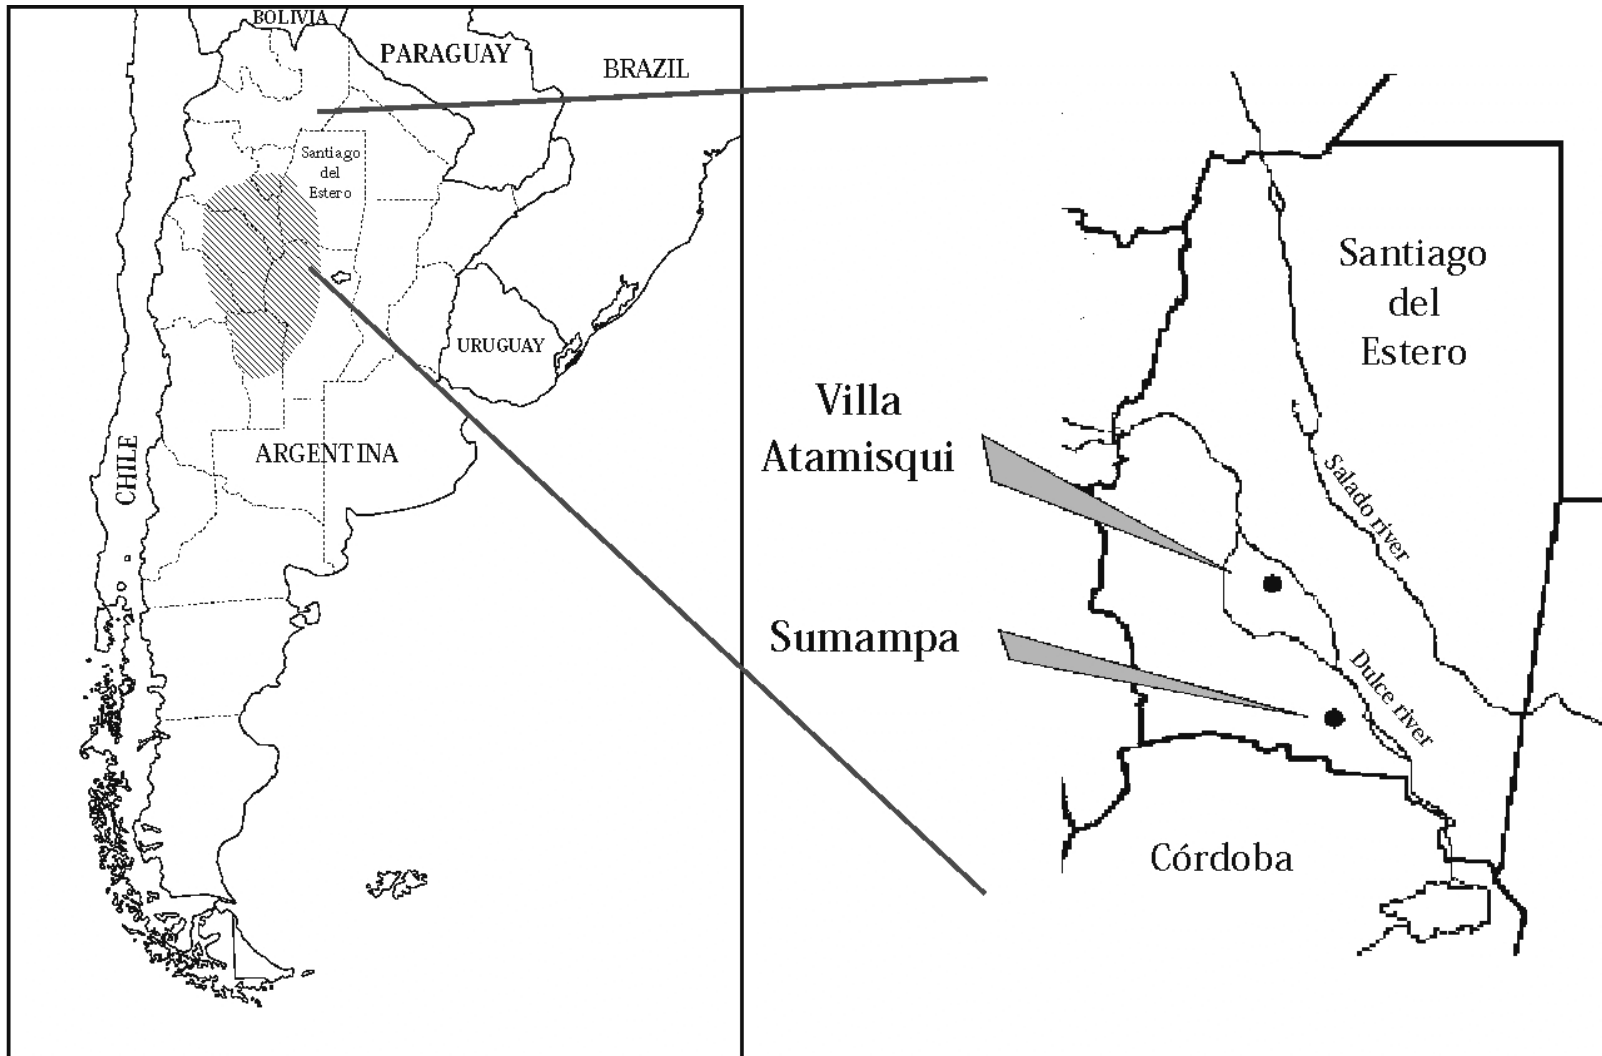 BOLIVIA
PARAGUAY
BRAZIL
Santiago
del
Estero
URUGUAY
ARGENTINA
CHILE
Santiago
del
Estero
Villa
Atamisqui
Salado river
Sumampa
Dulce river
Córdoba